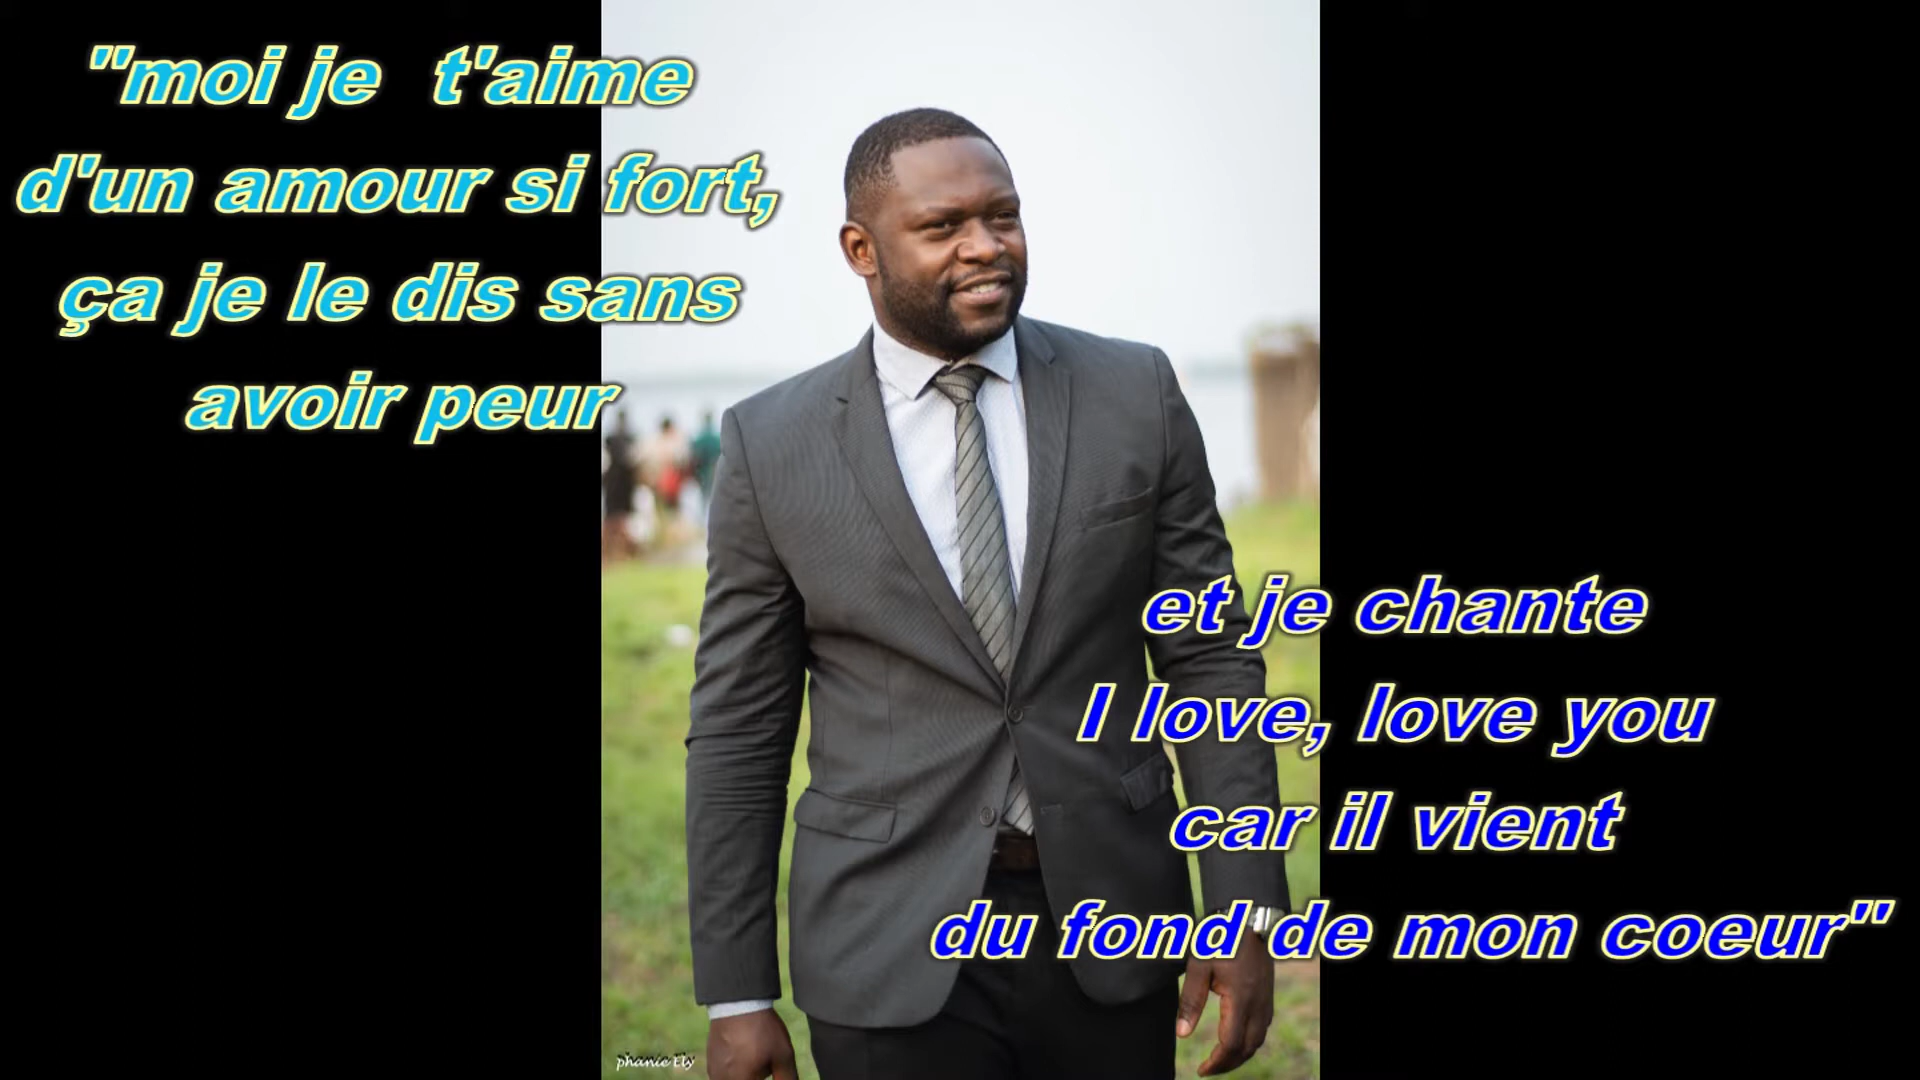 "moi je t'aime
d'un amour si fort,
ça je le dis sans
avoir peur
et je chante
I love, love you
car il vient
du fond de mon coeur"
phanie Ely